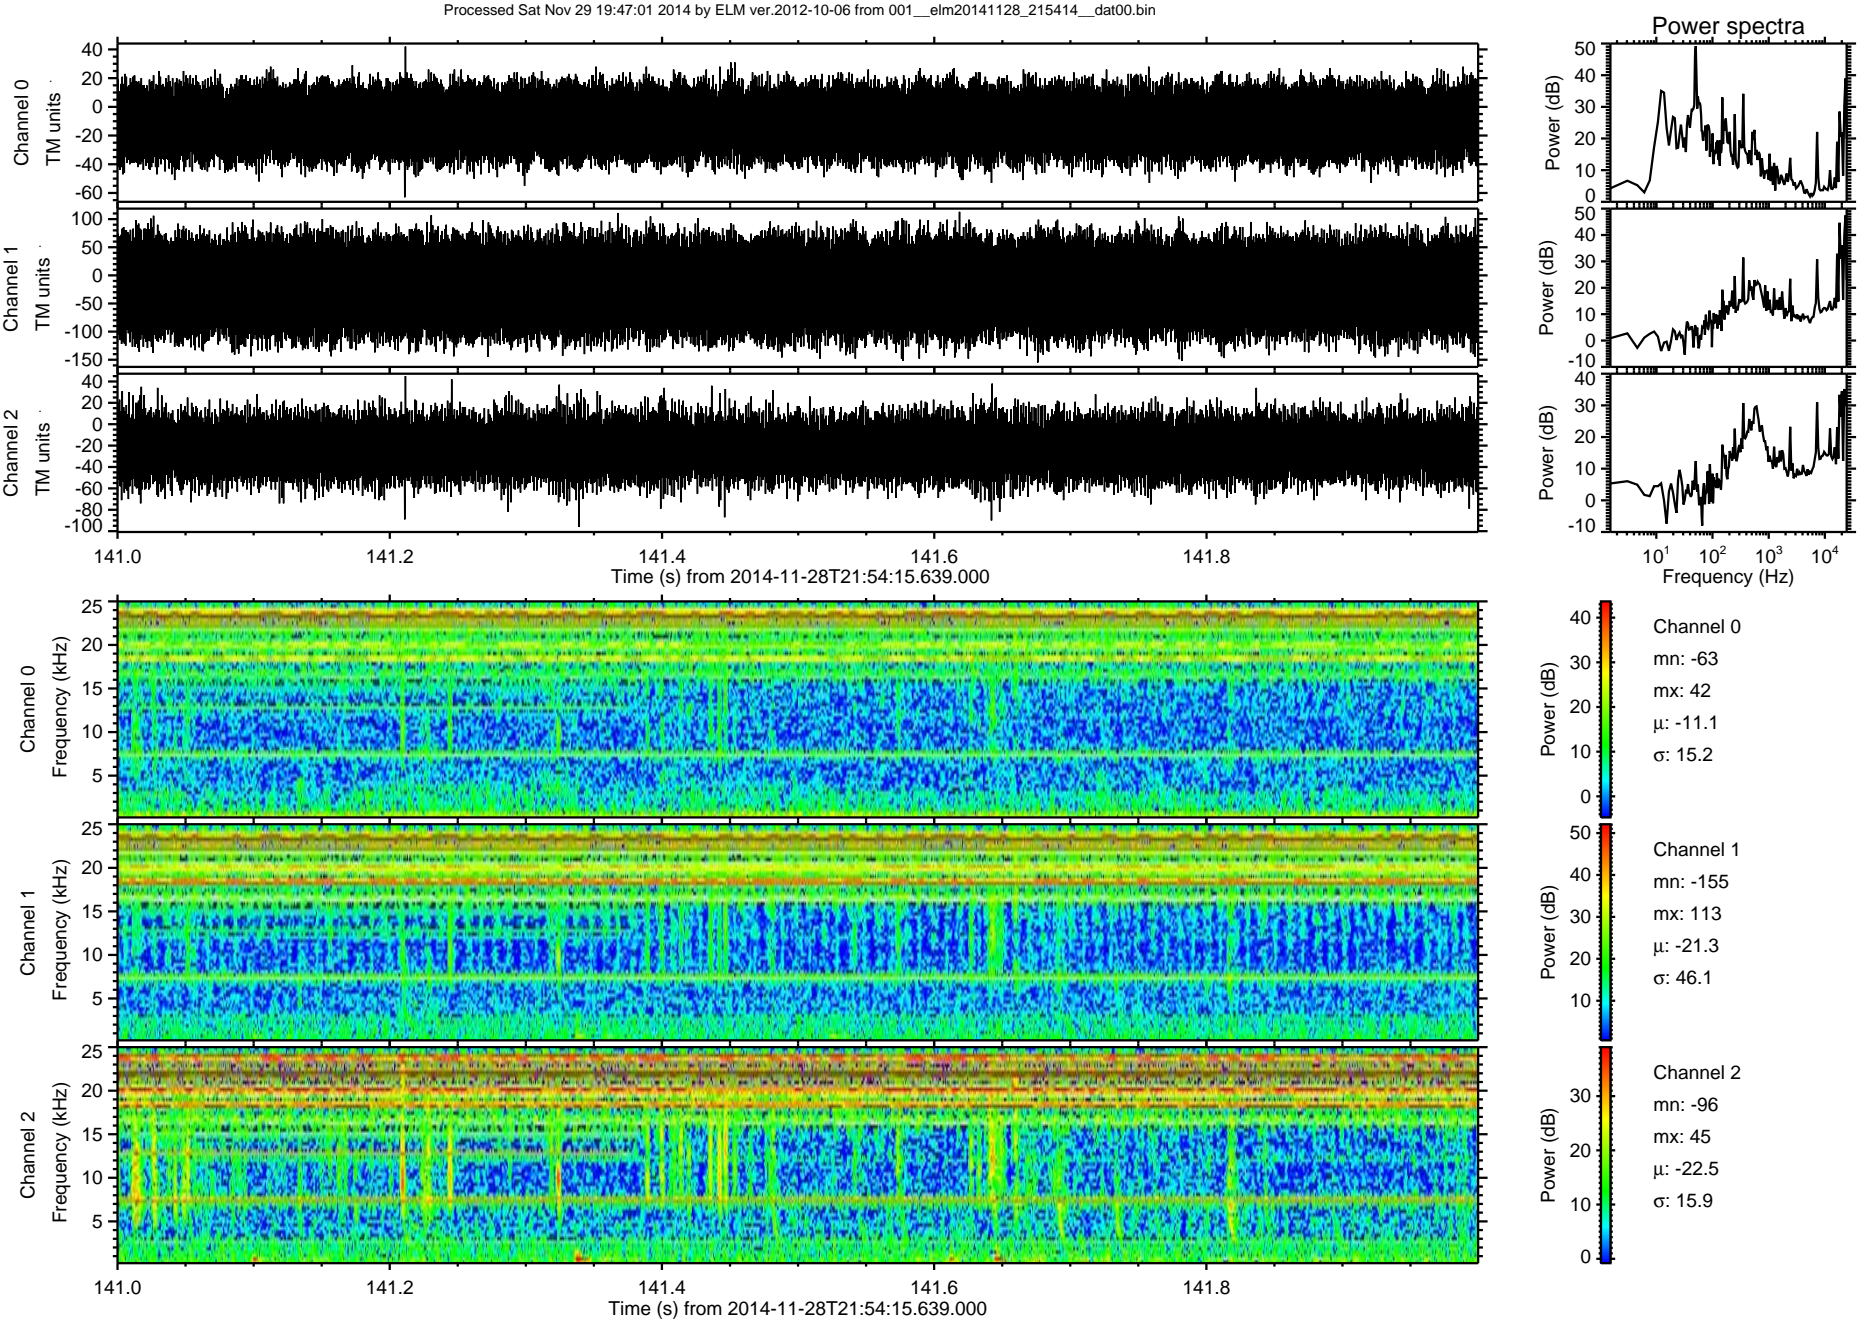 Processed Sat Nov 29 19:47:01 2014 by ELM ver.2012-10-06 from 001__elm20141128_215414__dat00.bin
Power spectra
Channel 0
TM units
40
20
0
-20
-40
-60
Power (dB)
50
40
30
20
10
0
Channel 1
TM units
100
50
0
-50
-100
-150
Power (dB)
50
40
30
20
10
0
-10
Channel 2
TM units
40
20
0
-20
-40
-60
-80
-100
Power (dB)
40
30
20
10
0
-10
141.0 141.2 141.4 141.6 141.8
Time (s) from 2014-11-28T21:54:15.639.000
10¹ 10² 10³ 10⁴
Frequency (Hz)
Channel 0
Frequency (kHz)
25
20
15
10
5
Power (dB)
40
30
20
10
0
Channel 0
mn: -63
mx: 42
µ: -11.1
σ: 15.2
Channel 1
Frequency (kHz)
25
20
15
10
5
Power (dB)
50
40
30
20
10
Channel 1
mn: -155
mx: 113
µ: -21.3
σ: 46.1
Channel 2
Frequency (kHz)
25
20
15
10
5
Power (dB)
30
20
10
0
Channel 2
mn: -96
mx: 45
µ: -22.5
σ: 15.9
141.0 141.2 141.4 141.6 141.8
Time (s) from 2014-11-28T21:54:15.639.000